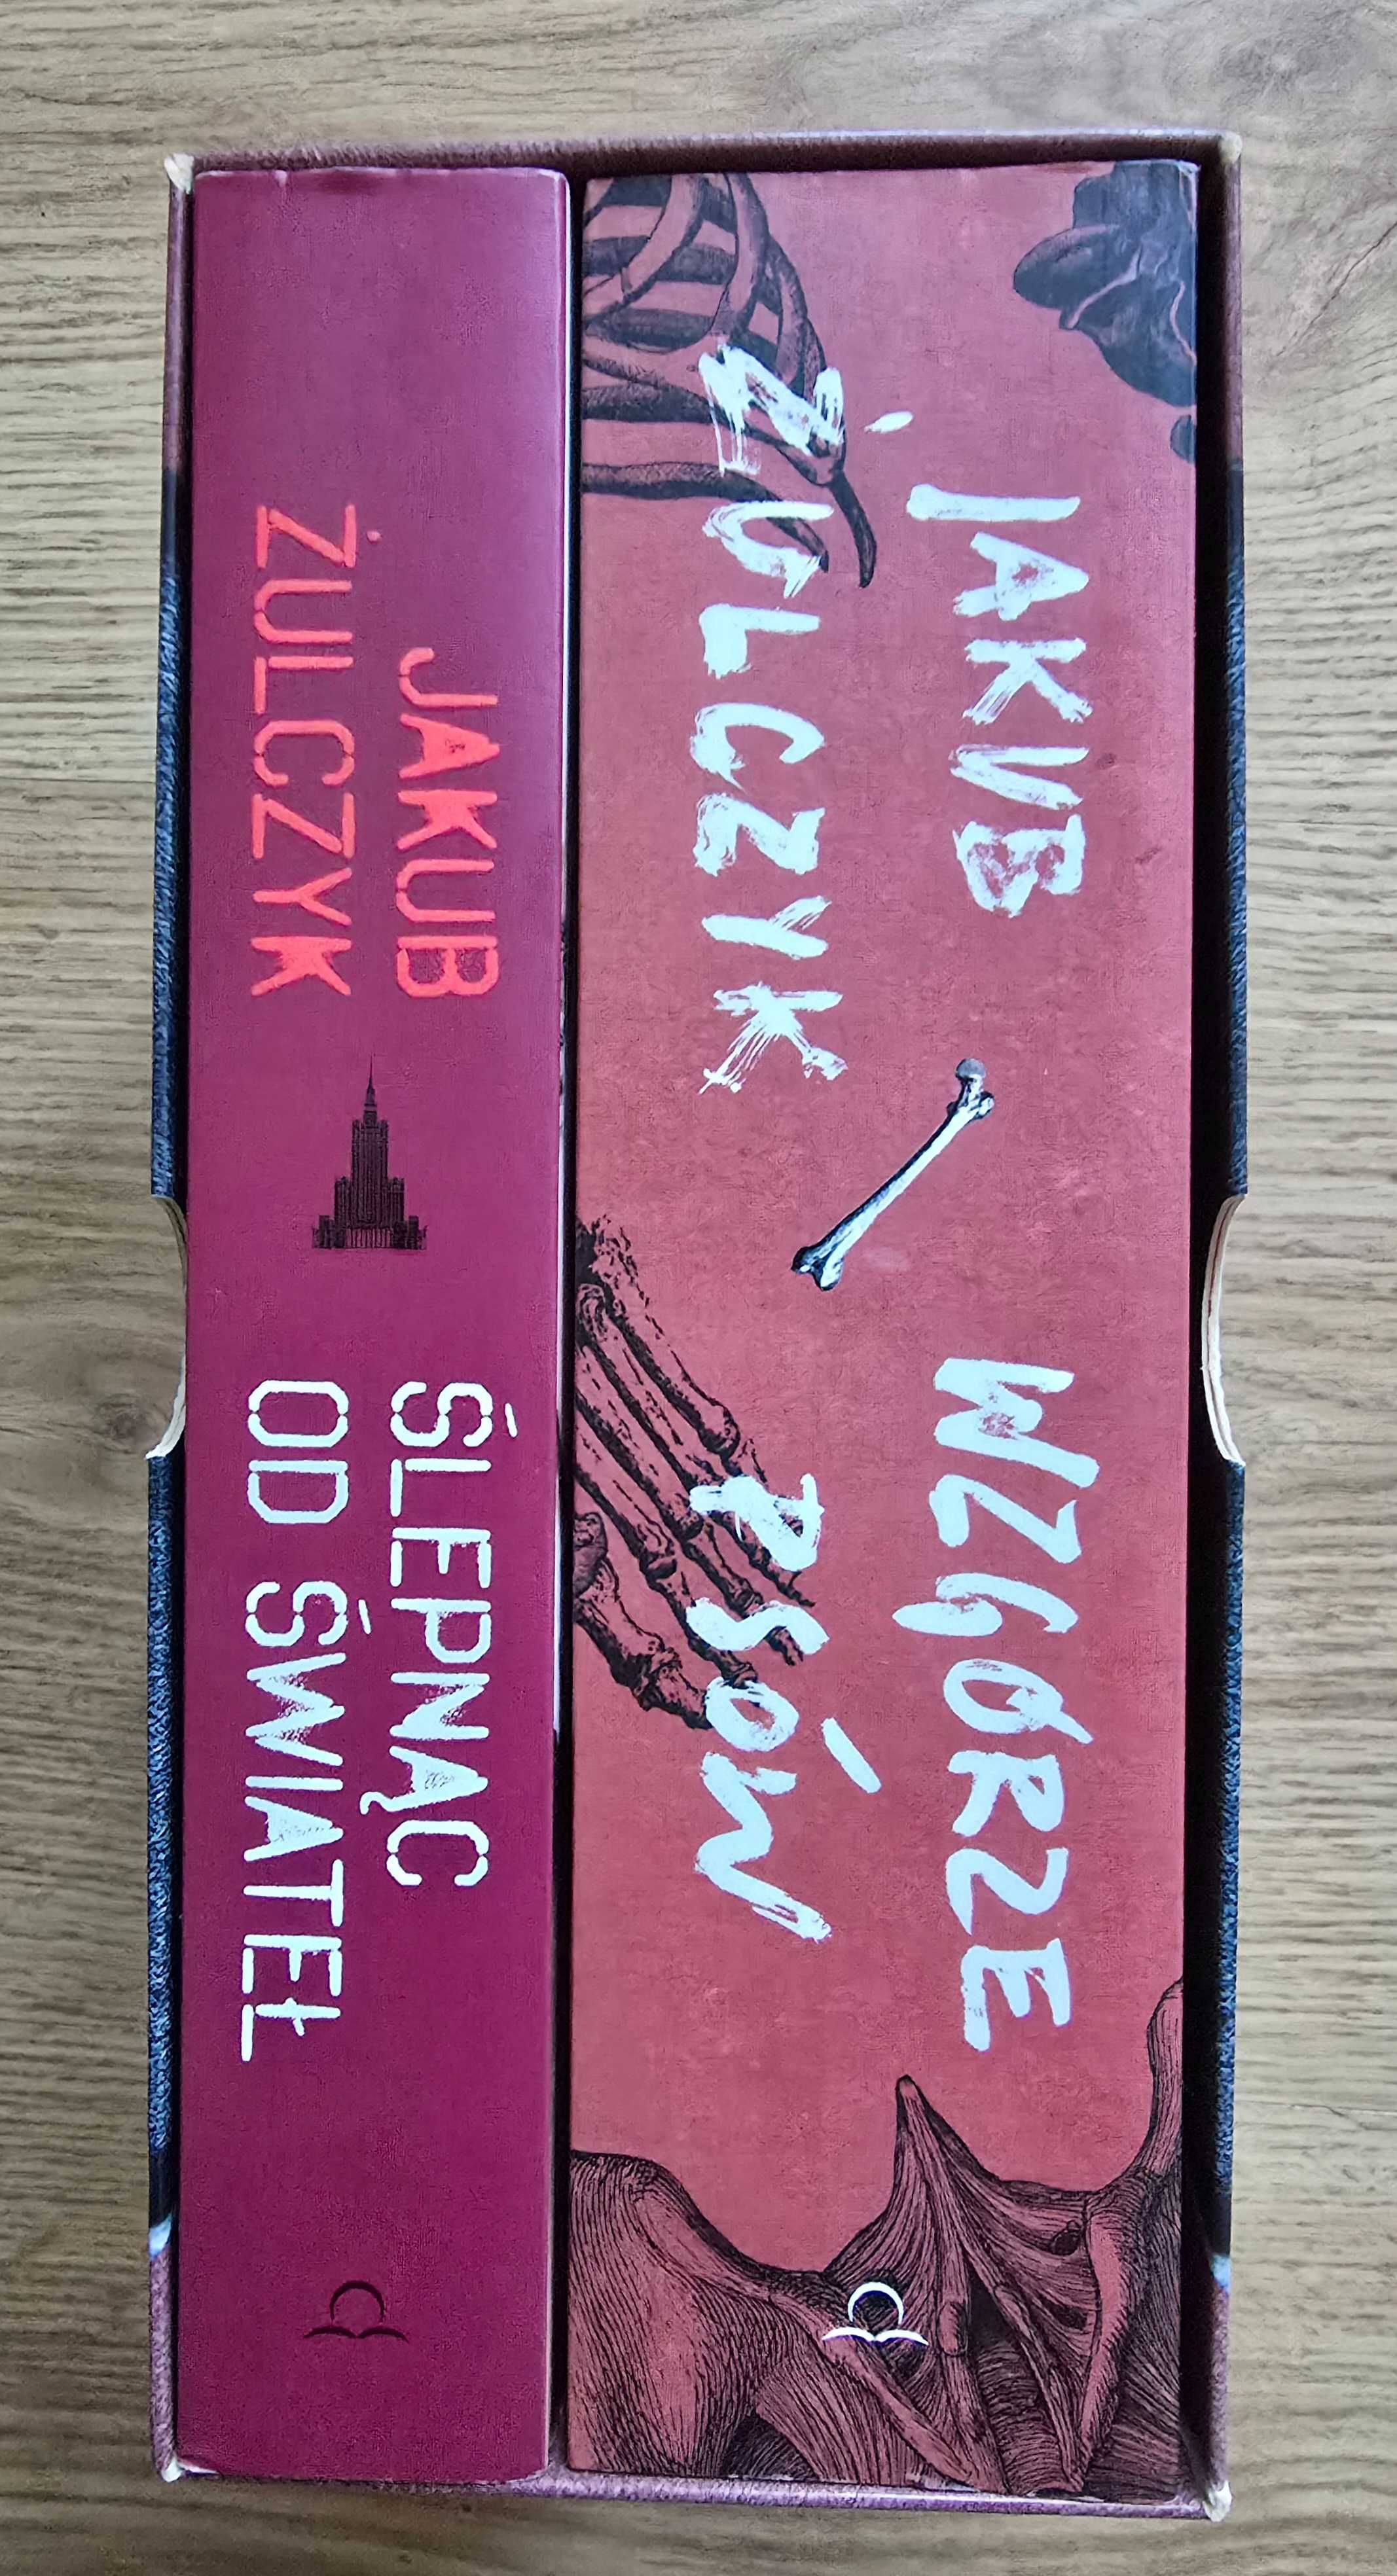 JAKUB
ŻULCZYK
ŚLEPNĄC
OD ŚWIATEŁ
JAKUB
ŻULCZYK
WZGÓRZE
PSÓW